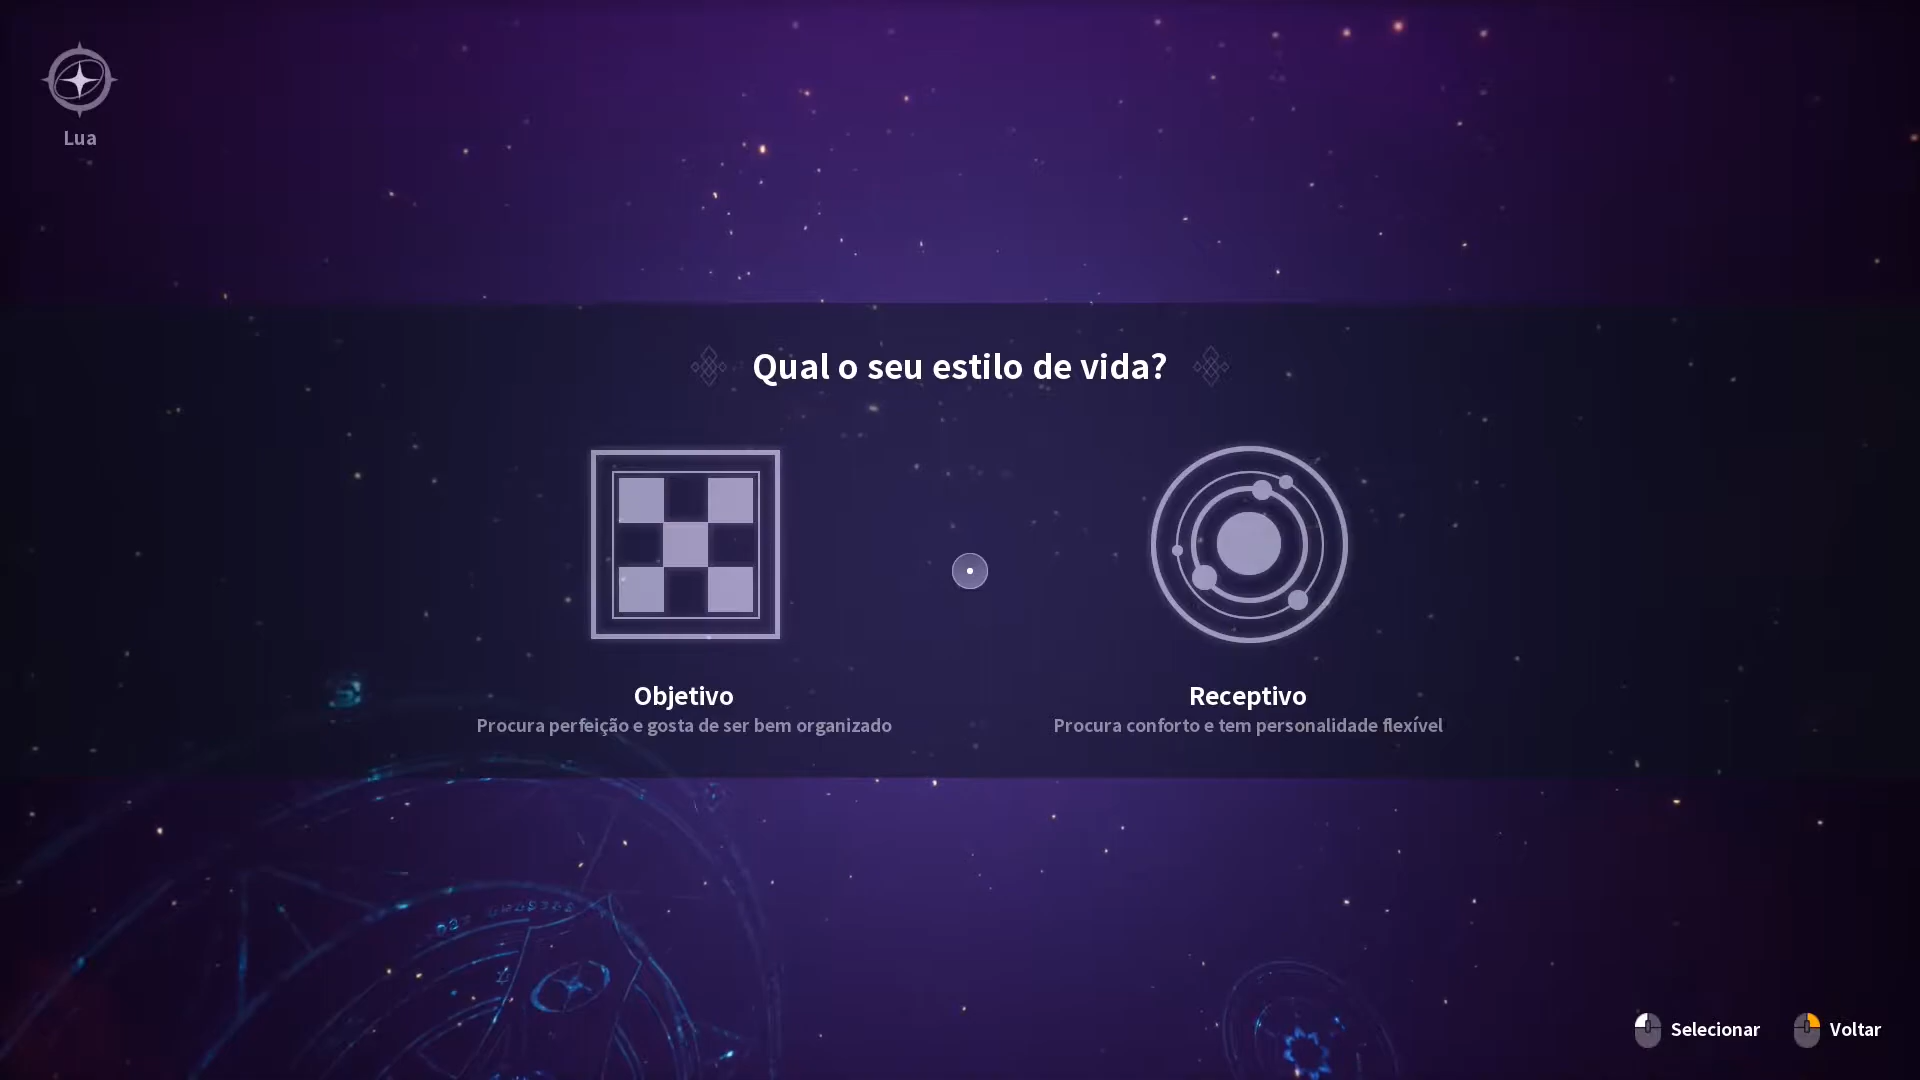 Lua
Qual o seu estilo de vida?
Objetivo
Procura perfeição e gosta de ser bem organizado
Receptivo
Procura conforto e tem personalidade flexível
Selecionar
Voltar